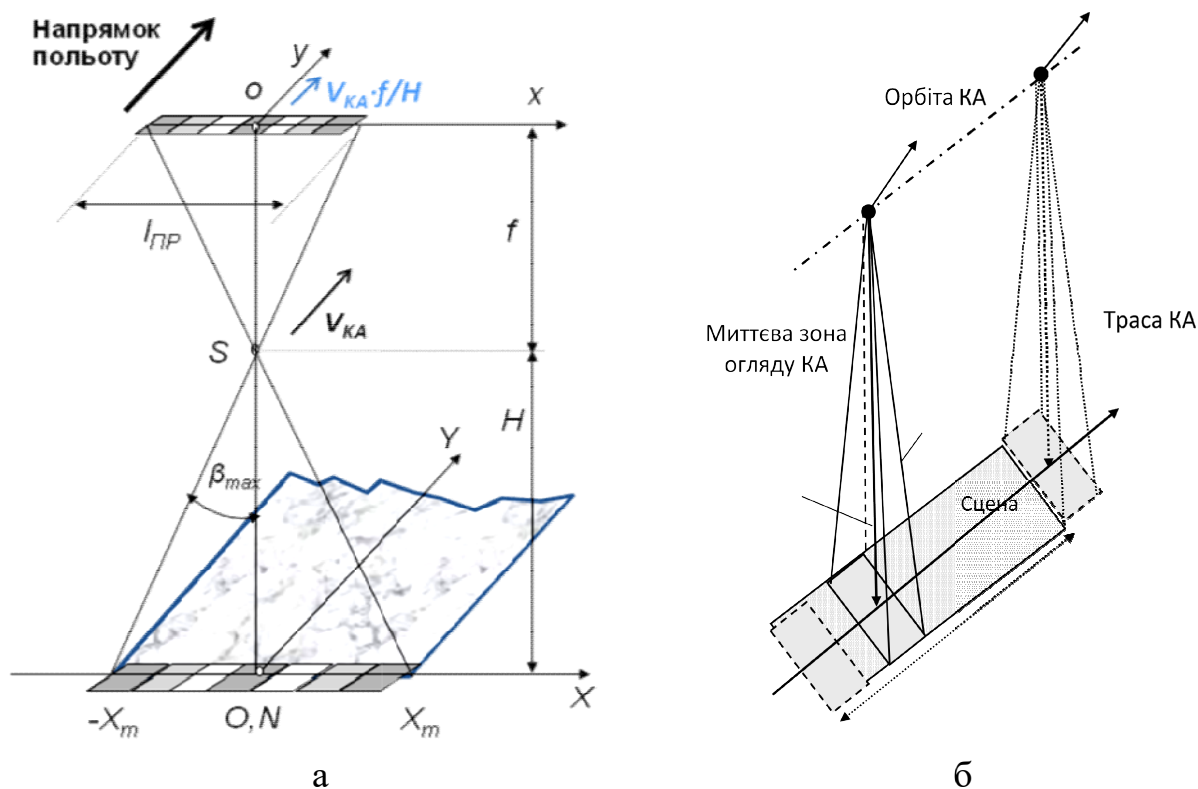 Напрямок
польоту
y
V_КА·f/H
o
x
l_ПР
f
V_КА
S
H
Y
β_max
X
-X_m
O,N
X_m
а
Орбіта КА
Миттєва зона
огляду КА
Траса КА
Сцена
б